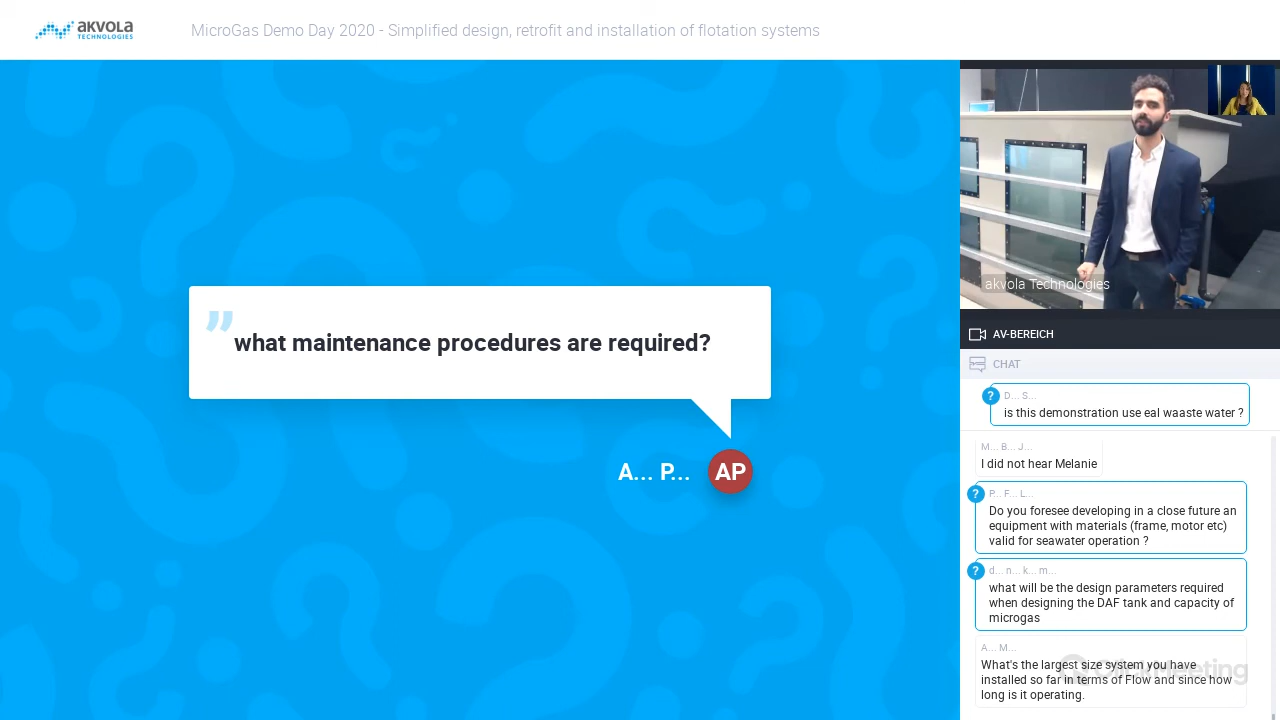 akvola
TECHNOLOGIES
MicroGas Demo Day 2020 - Simplified design, retrofit and installation of flotation systems
what maintenance procedures are required?
A... P...
AP
akvola Technologies
AV-BEREICH
CHAT
?
D... S...
is this demonstration use eal waaste water ?
M... B... J...
I did not hear Melanie
?
P... F... L...
Do you foresee developing in a close future an
equipment with materials (frame, motor etc)
valid for seawater operation ?
?
d... n... k... m...
what will be the design parameters required
when designing the DAF tank and capacity of
microgas
A... M...
What's the largest size system you have
installed so far in terms of Flow and since how
long is it operating.
ClickMeeting